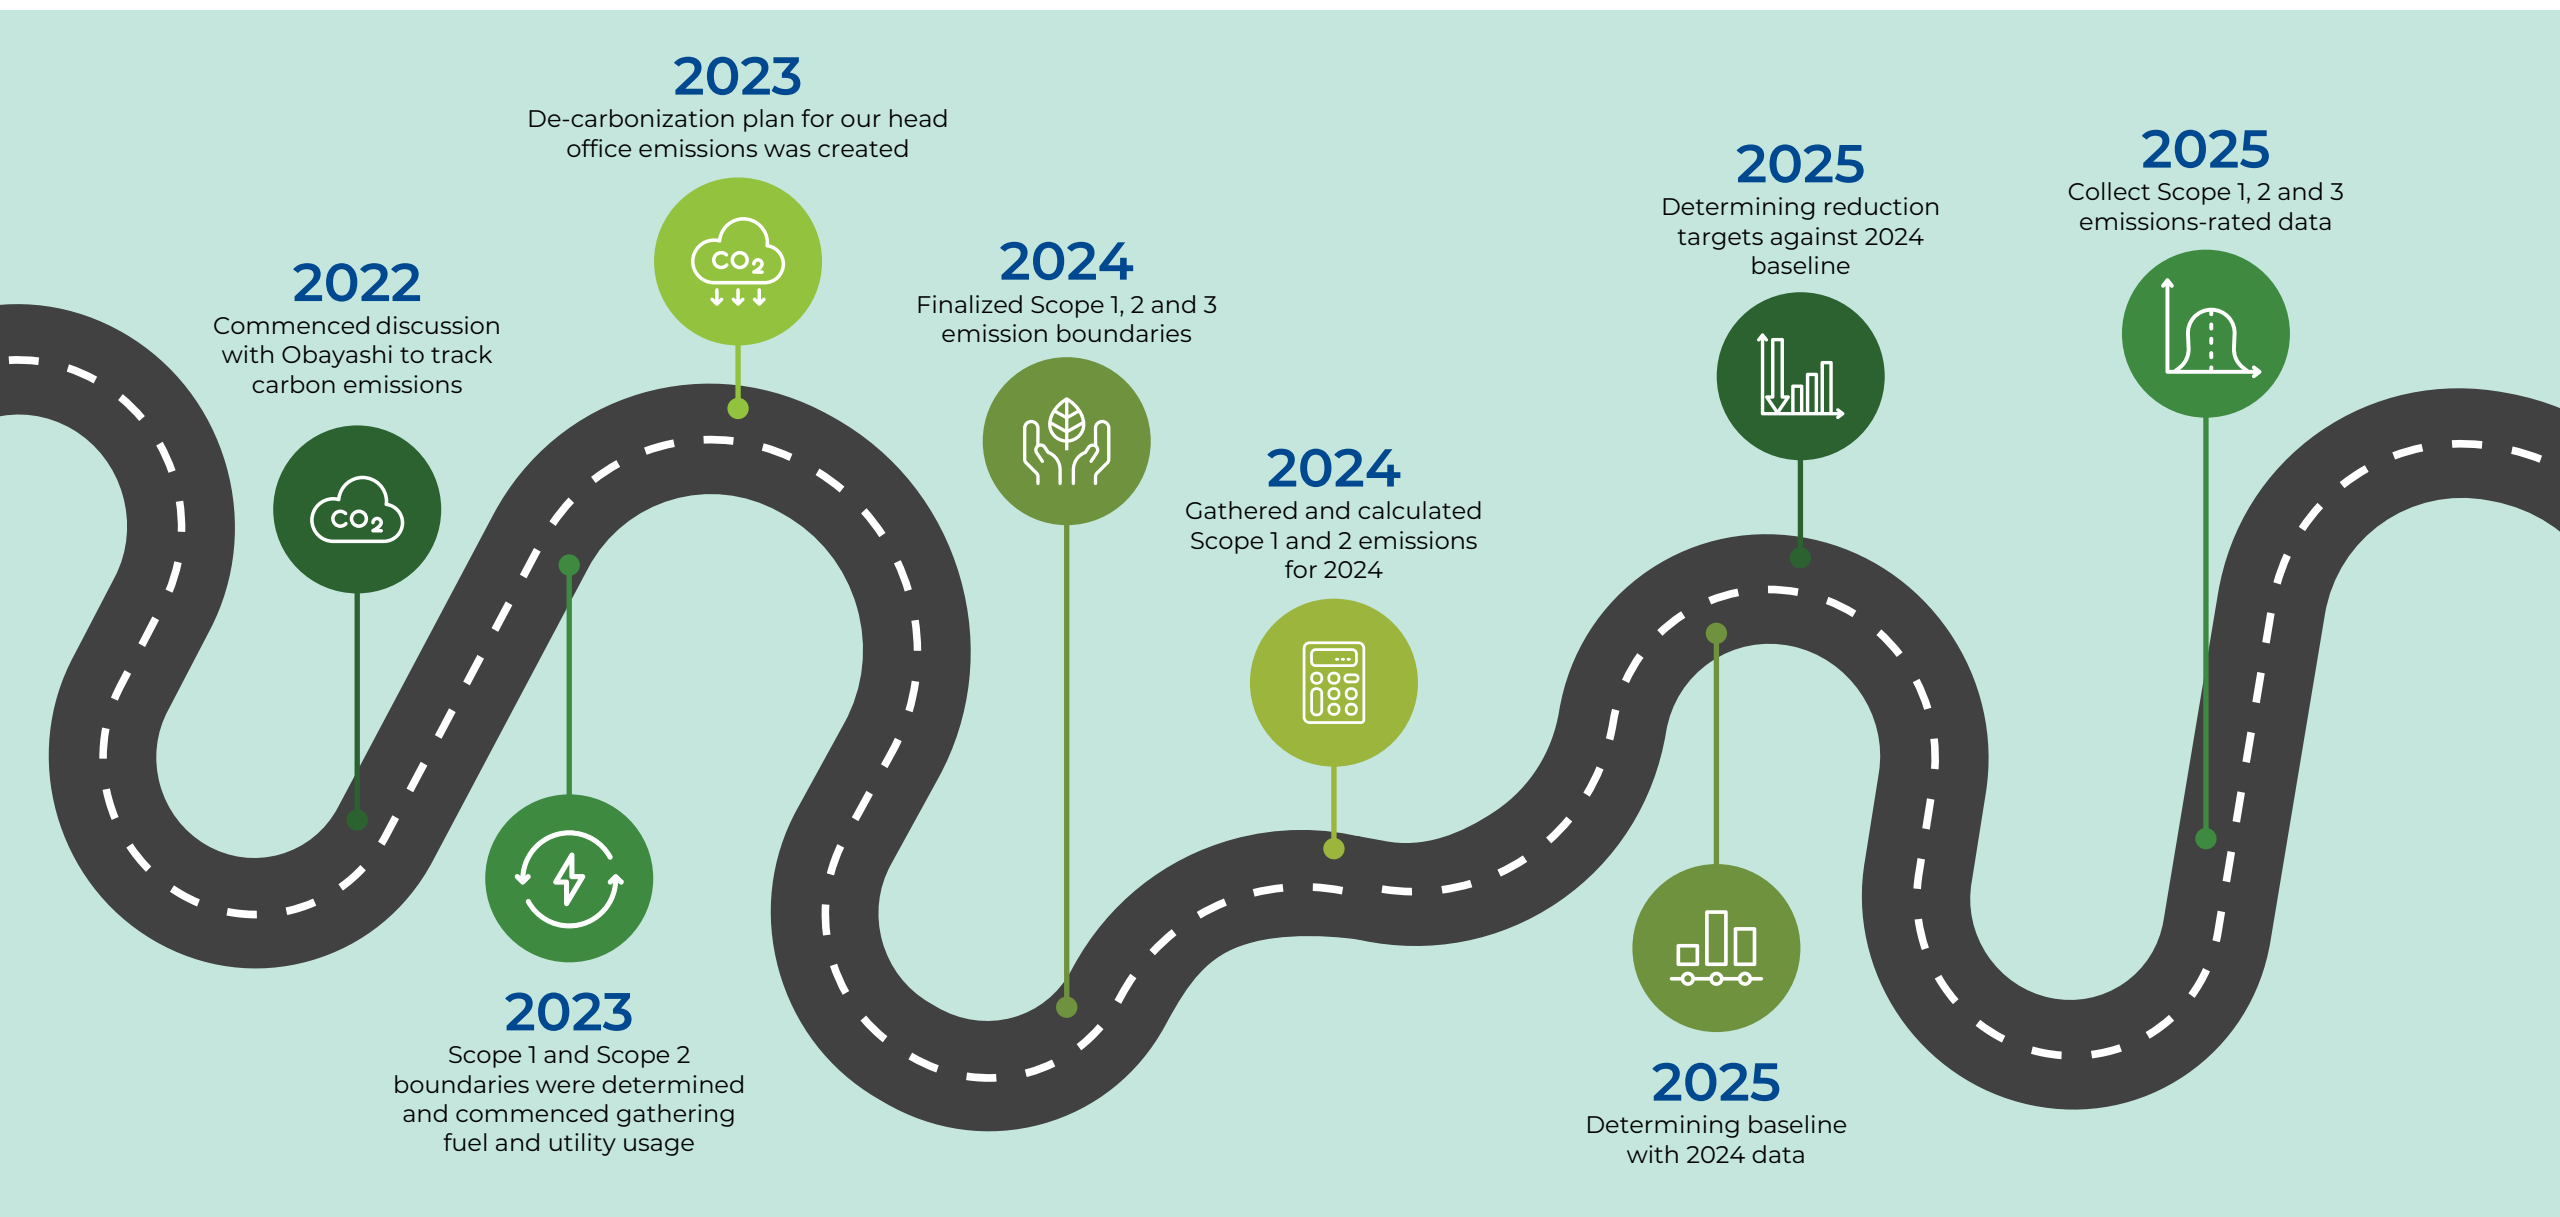 2022
Commenced discussion
with Obayashi to track
carbon emissions
CO2
2023
Scope 1 and Scope 2
boundaries were determined
and commenced gathering
fuel and utility usage
2023
De-carbonization plan for our head
office emissions was created
CO2
2024
Finalized Scope 1, 2 and 3
emission boundaries
2024
Gathered and calculated
Scope 1 and 2 emissions
for 2024
2025
Determining baseline
with 2024 data
2025
Determining reduction
targets against 2024
baseline
2025
Collect Scope 1, 2 and 3
emissions-rated data